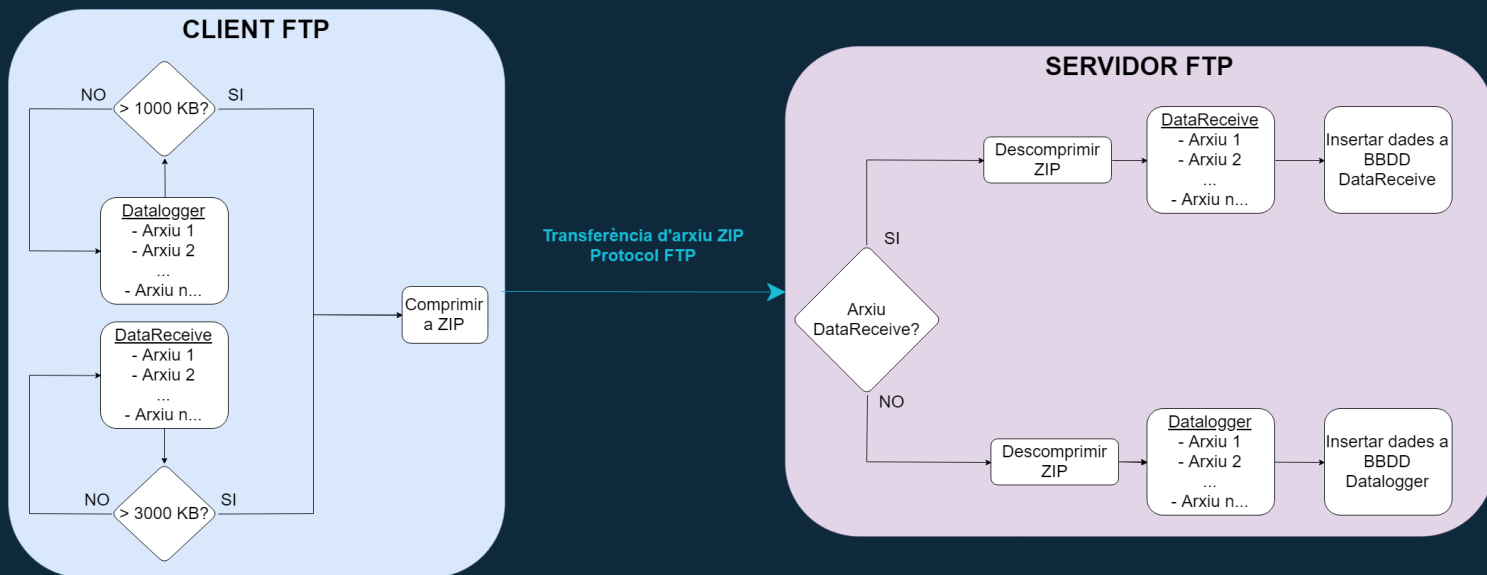 CLIENT FTP
NO
> 1000 KB?
SI
Datalogger
- Arxiu 1
- Arxiu 2
...
- Arxiu n...
DataReceive
- Arxiu 1
- Arxiu 2
...
- Arxiu n...
NO
> 3000 KB?
SI
Comprimir
a ZIP
Transferència d'arxiu ZIP
Protocol FTP
SERVIDOR FTP
Arxiu
DataReceive?
SI
Descomprimir
ZIP
DataReceive
- Arxiu 1
- Arxiu 2
...
- Arxiu n...
Insertar dades a
BBDD
DataReceive
NO
Descomprimir
ZIP
Datalogger
- Arxiu 1
- Arxiu 2
...
- Arxiu n...
Insertar dades a
BBDD
Datalogger